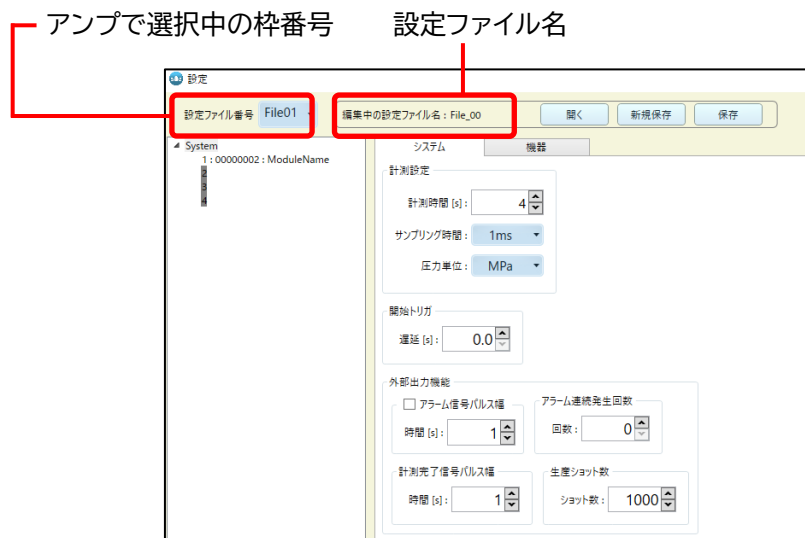 アンプで選択中の枠番号 設定ファイル名
設定
設定ファイル番号 File01 編集中の設定ファイル名 : File_00 開く 新規保存 保存
System
1 : 00000002 : ModuleName
2
3
4
システム 機器
計測設定
計測時間 [s] : 4
サンプリング時間 : 1ms
圧力単位 : MPa
開始トリガ
遅延 [s] : 0.0
外部出力機能
アラーム信号パルス幅 アラーム連続発生回数
時間 [s] : 1 回数 : 0
計測完了信号パルス幅 生産ショット数
時間 [s] : 1 ショット数 : 1000